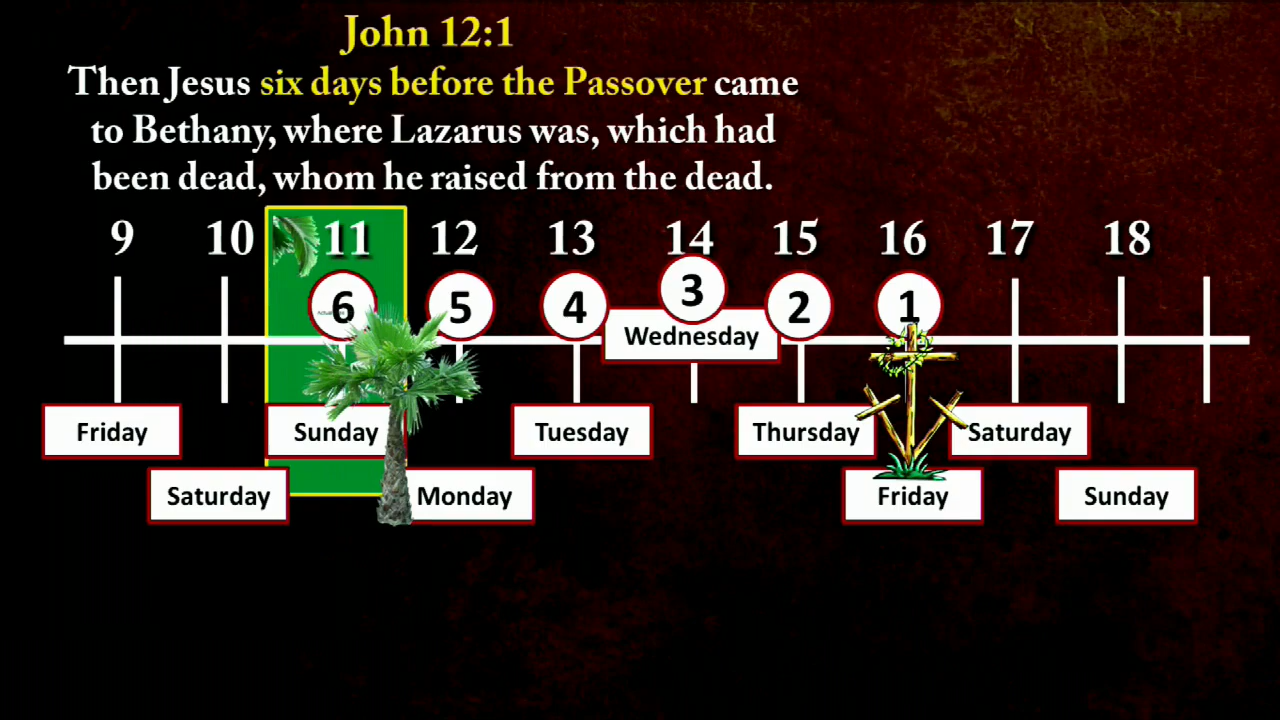 John 12:1
Then Jesus six days before the Passover came
to Bethany, where Lazarus was, which had
been dead, whom he raised from the dead.
9 10 11 12 13 14 15 16 17 18
6 5 4 3 2 1
Wednesday
Friday Sunday Tuesday Thursday Saturday
Saturday Monday Friday Sunday